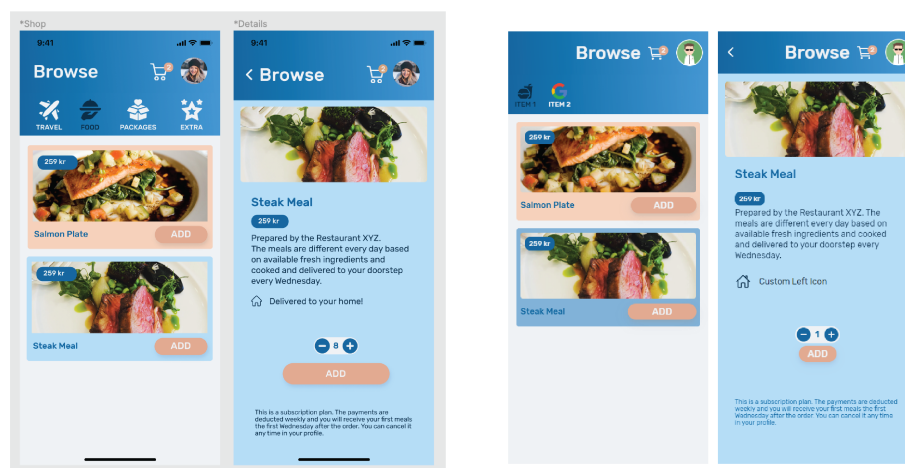 *Shop
9:41
Browse
2
TRAVEL
FOOD
PACKAGES
EXTRA
259 kr
Salmon Plate
ADD
259 kr
Steak Meal
ADD
*Details
9:41
< Browse
2
Steak Meal
259 kr
Prepared by the Restaurant XYZ.
The meals are different every day based
on available fresh ingredients and
cooked and delivered to your doorstep
every Wednesday.
Delivered to your home!
8
ADD
This is a subscription plan. The payments are
deducted weekly and you will receive your first meals
the first Wednesday after the order. You can cancel it
any time in your profile.
Browse
2
ITEM 1
ITEM 2
259 kr
Salmon Plate
ADD
259 kr
Steak Meal
ADD
< Browse
2
Steak Meal
259 kr
Prepared by the Restaurant XYZ. The
meals are different every day based on
available fresh ingredients and cooked
and delivered to your doorstep every
Wednesday.
Custom Left Icon
1
ADD
This is a subscription plan. The payments are deducted
weekly and you will receive your first meals the first
Wednesday after the order. You can cancel it any time
in your profile.